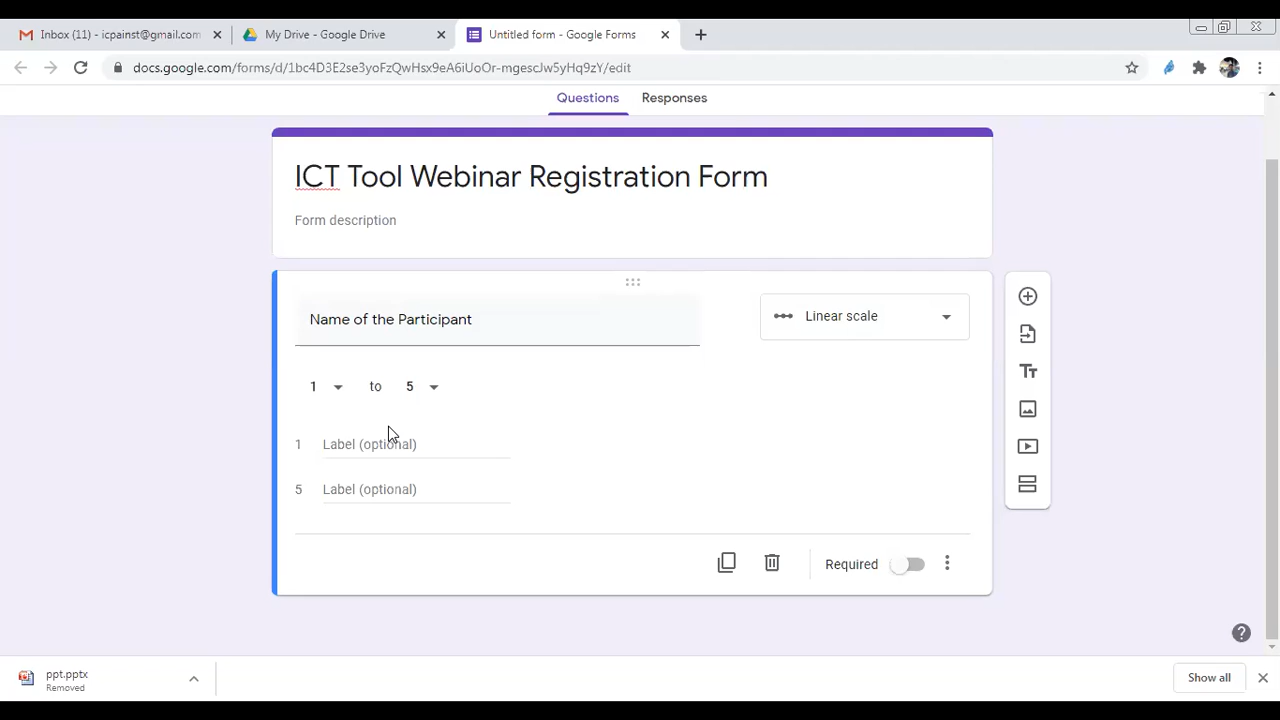 Inbox (11) - icpainst@gmail.com
My Drive - Google Drive
Untitled form - Google Forms
docs.google.com/forms/d/1bc4D3E2se3yoFzQwHsx9eA6iUoOr-mgescJw5yHq9zY/edit
Questions
Responses
ICT Tool Webinar Registration Form
Form description
Name of the Participant
Linear scale
1 to 5
1 Label (optional)
5 Label (optional)
Required
ppt.pptx
Removed
Show all